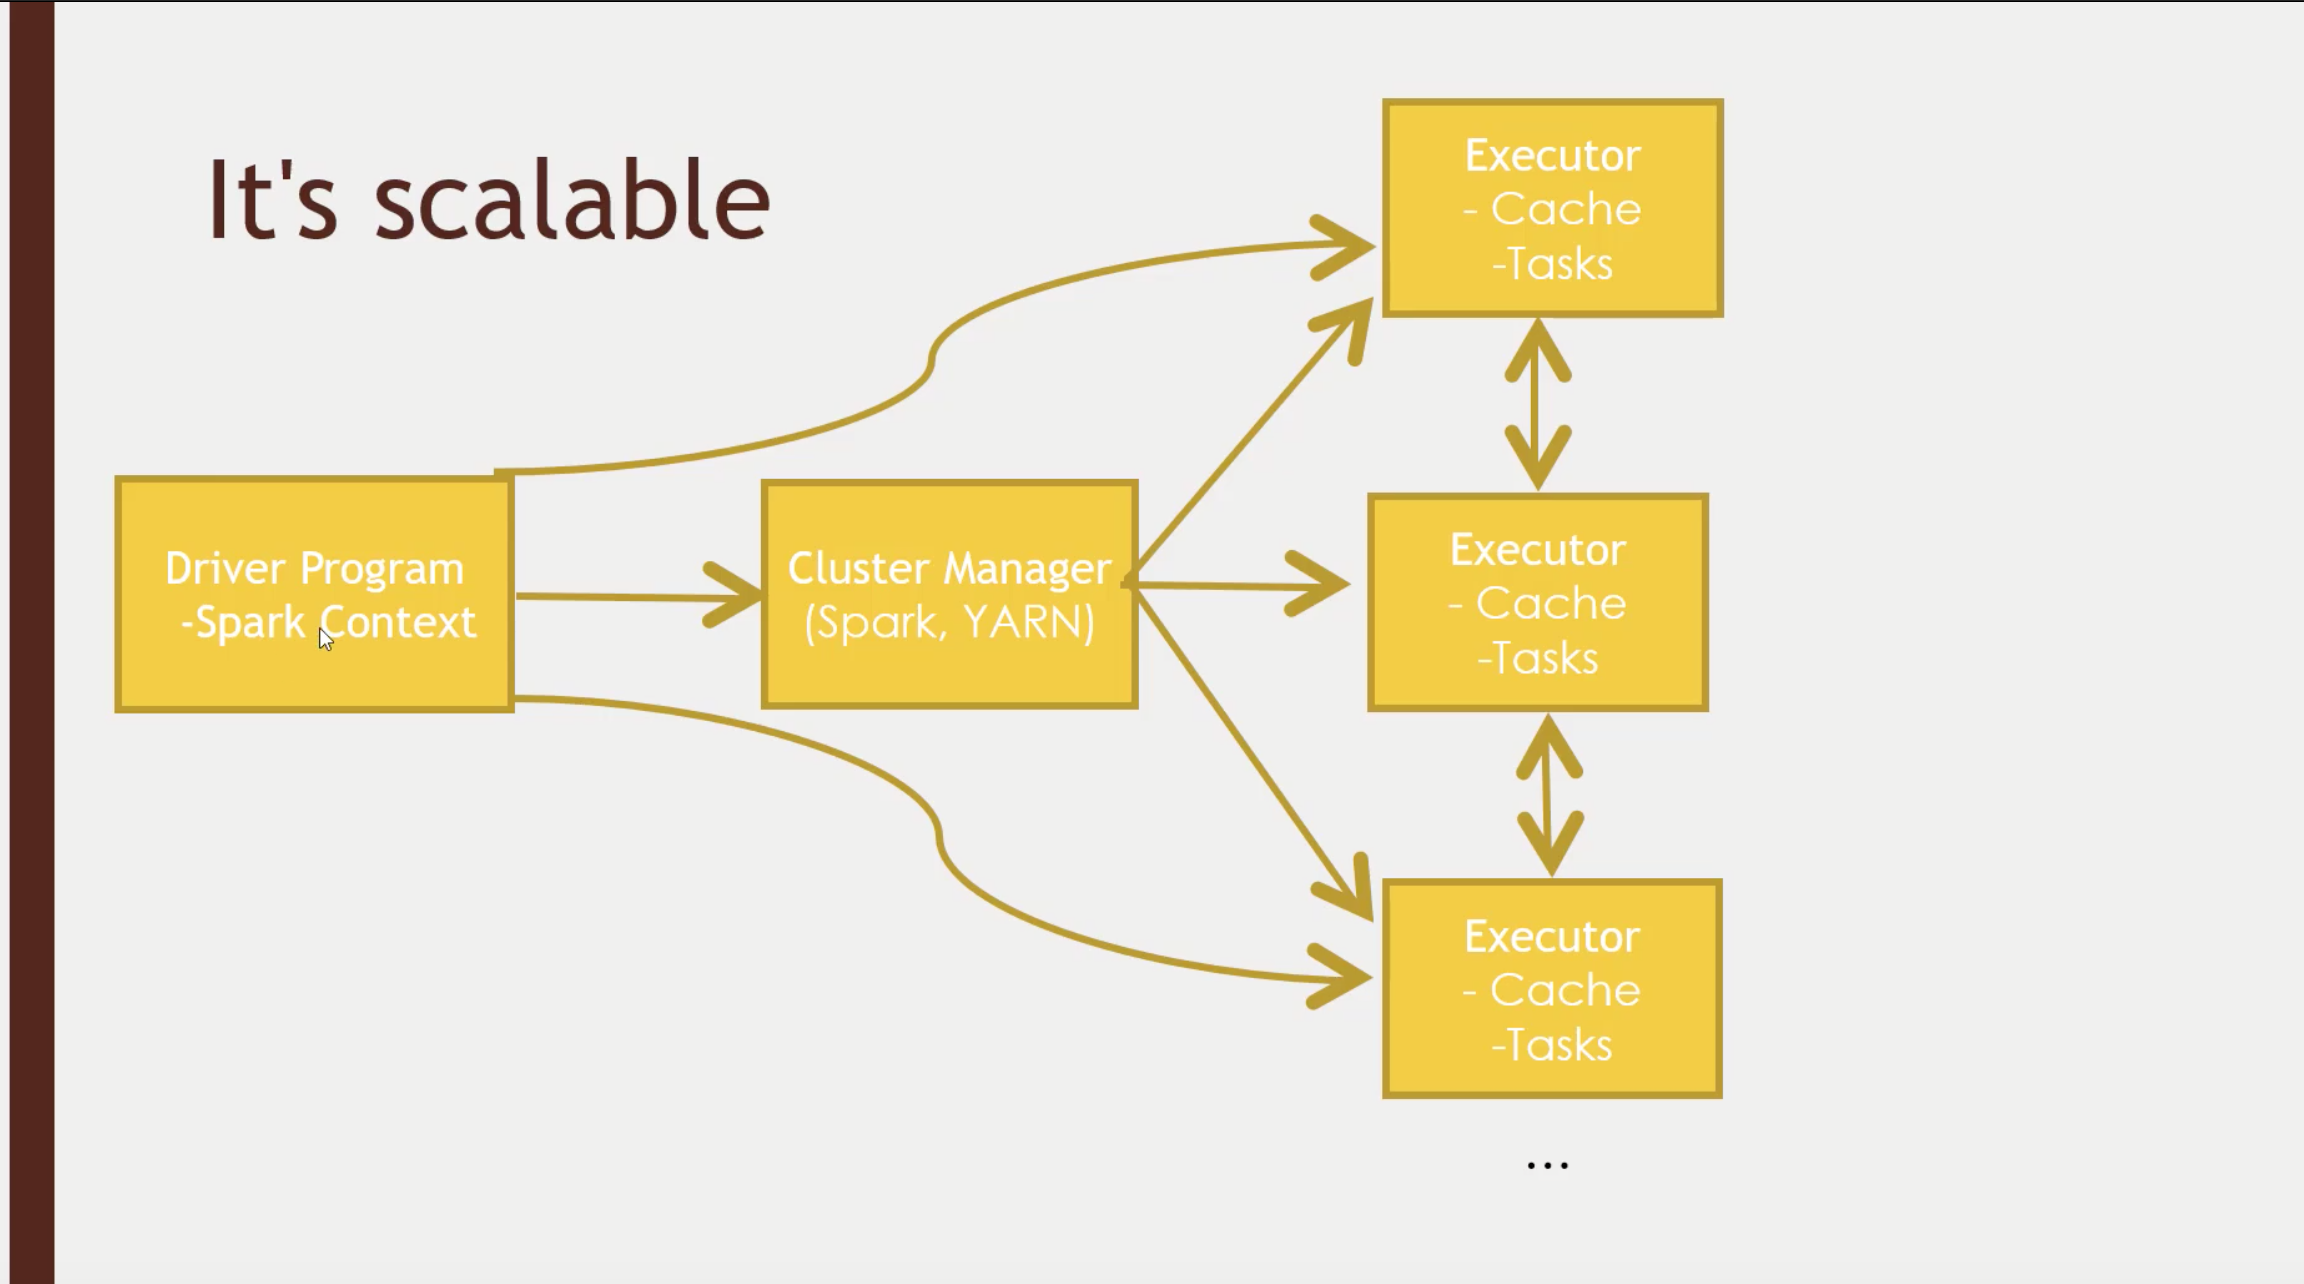 It's scalable
Driver Program
-Spark Context
Cluster Manager
(Spark, YARN)
Executor
- Cache
-Tasks
Executor
- Cache
-Tasks
Executor
- Cache
-Tasks
...